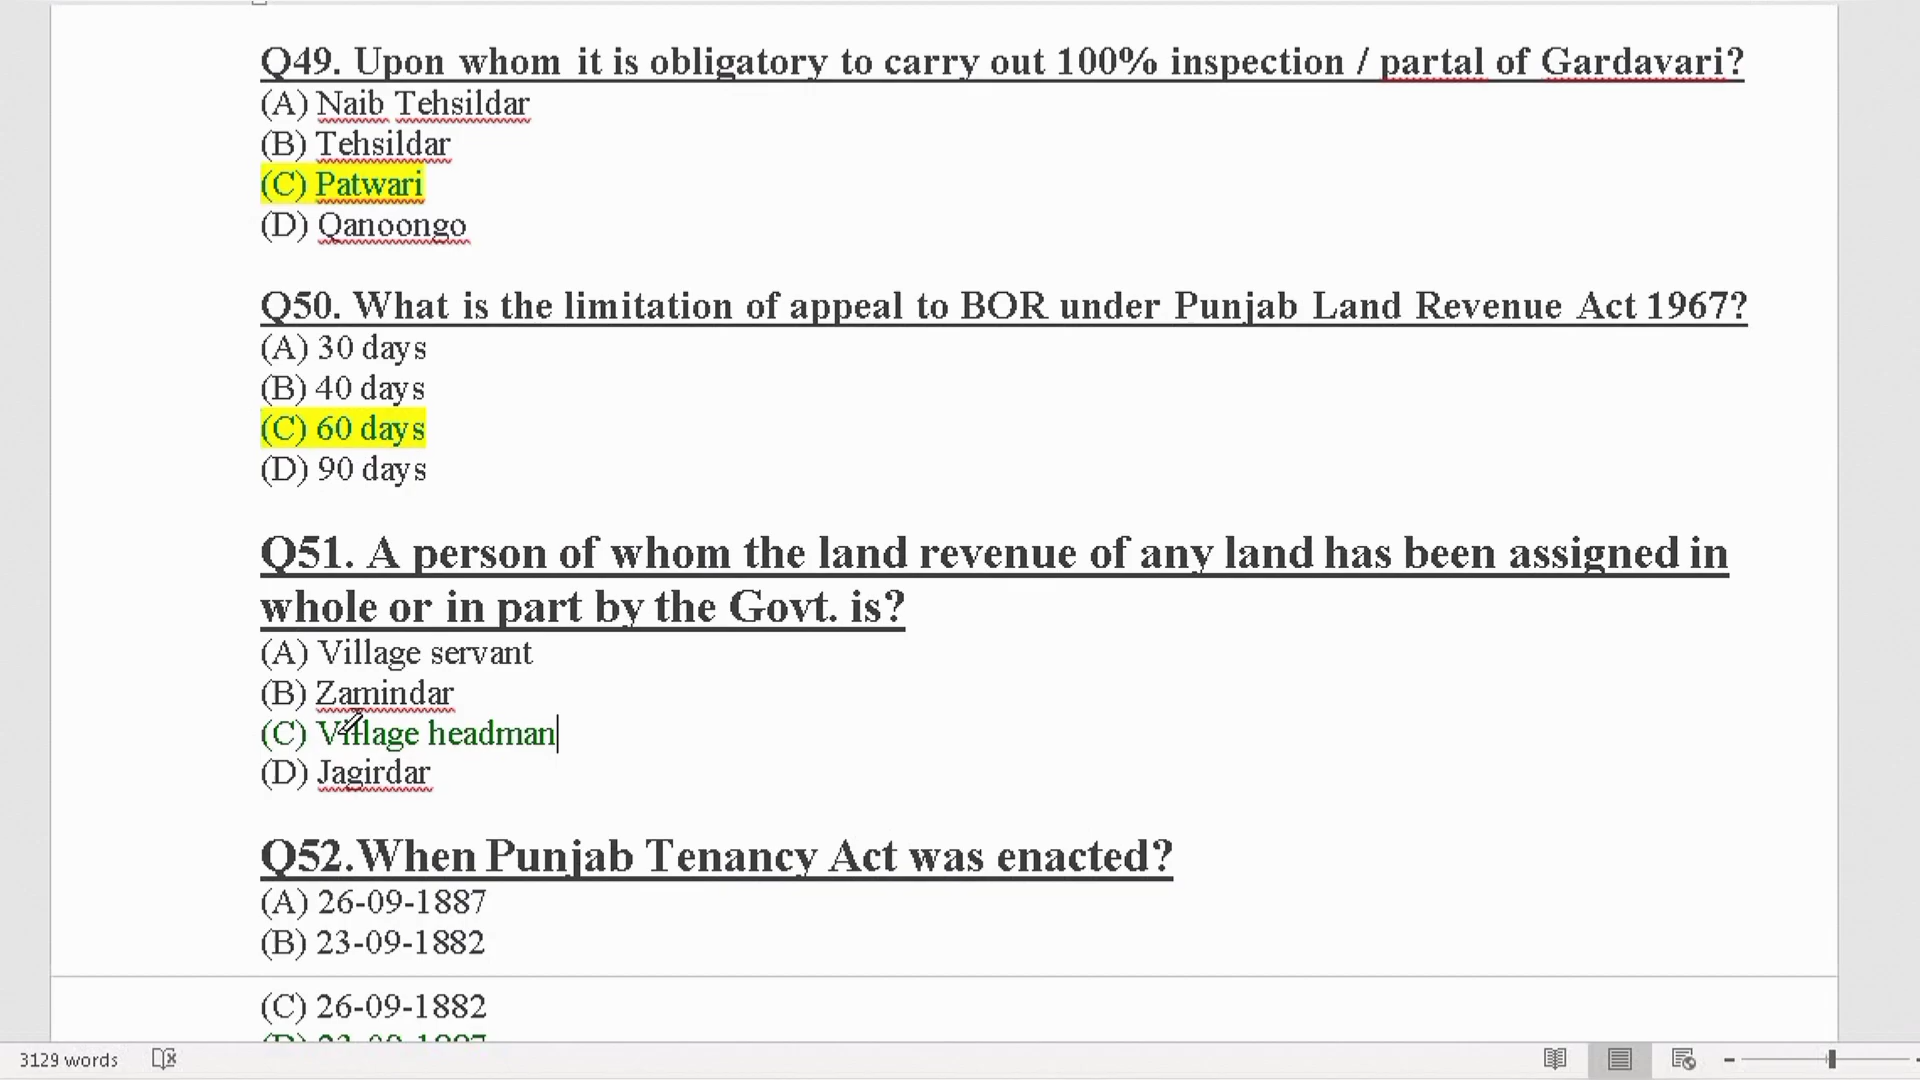 Q49. Upon whom it is obligatory to carry out 100% inspection / partal of Gardavari?
(A) Naib Tehsildar
(B) Tehsildar
(C) Patwari
(D) Qanoongo
Q50. What is the limitation of appeal to BOR under Punjab Land Revenue Act 1967?
(A) 30 days
(B) 40 days
(C) 60 days
(D) 90 days
Q51. A person of whom the land revenue of any land has been assigned in
whole or in part by the Govt. is?
(A) Village servant
(B) Zamindar
(C) Village headman
(D) Jagirdar
Q52.When Punjab Tenancy Act was enacted?
(A) 26-09-1887
(B) 23-09-1882
(C) 26-09-1882
(D) 23-09-1887
3129 words